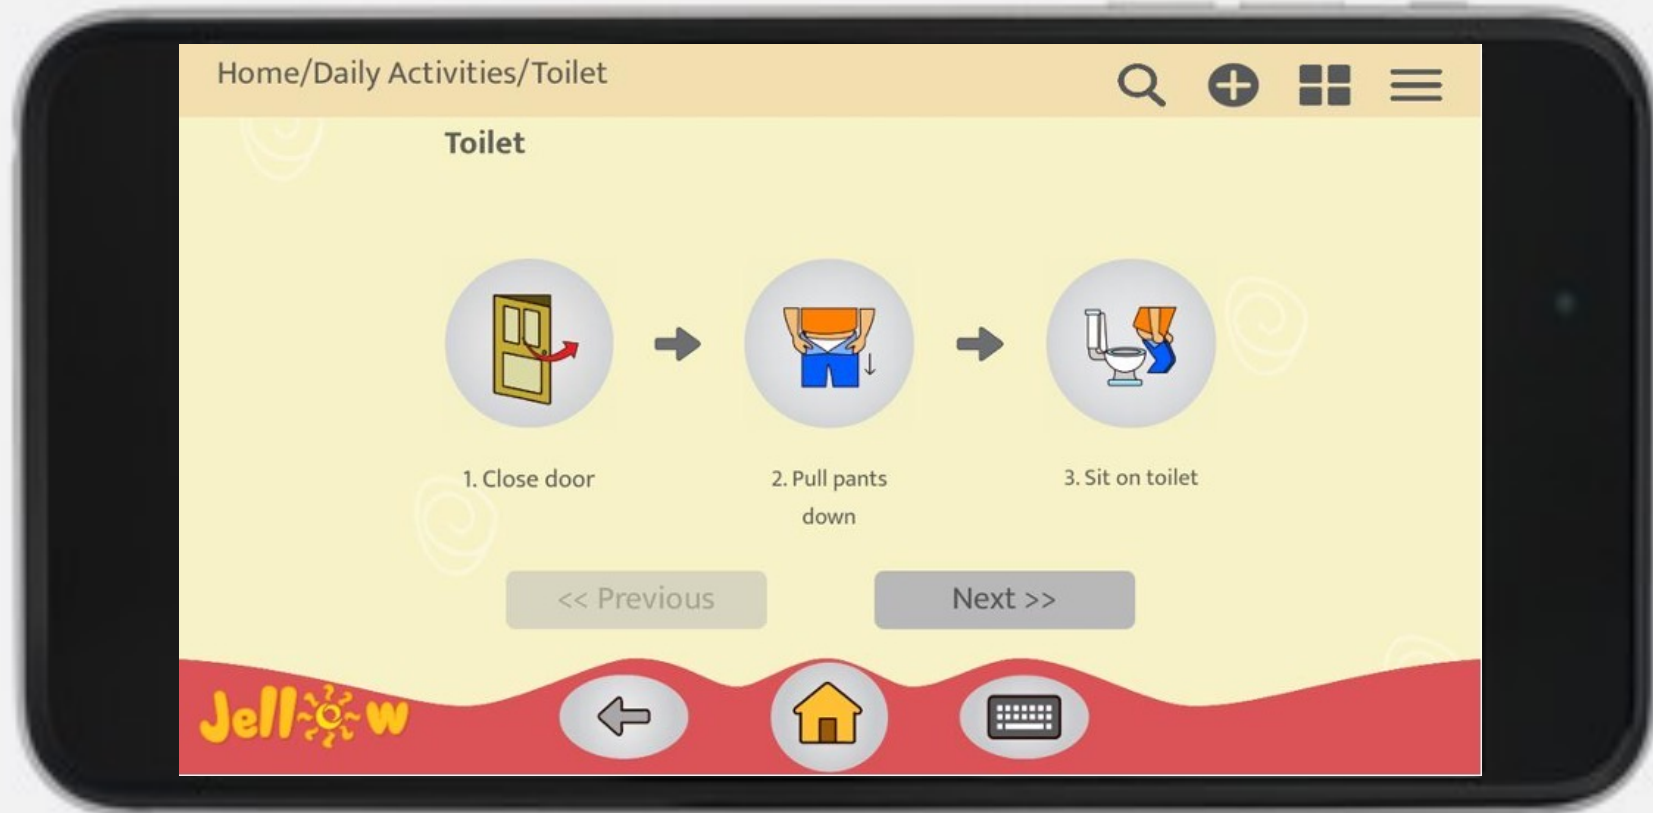 Home/Daily Activities/Toilet
Toilet
1. Close door
2. Pull pants
down
3. Sit on toilet
<< Previous
Next >>
Jellow